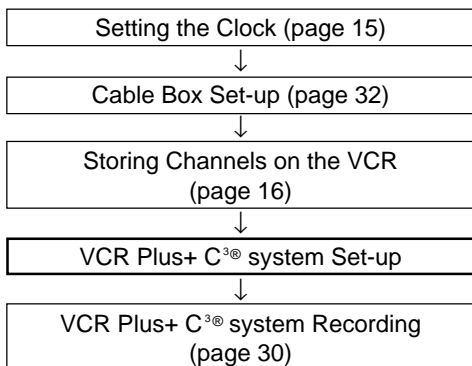 Setting the Clock (page 15)
↓
Cable Box Set-up (page 32)
↓
Storing Channels on the VCR
(page 16)
↓
VCR Plus+ C³® system Set-up
↓
VCR Plus+ C³® system Recording
(page 30)